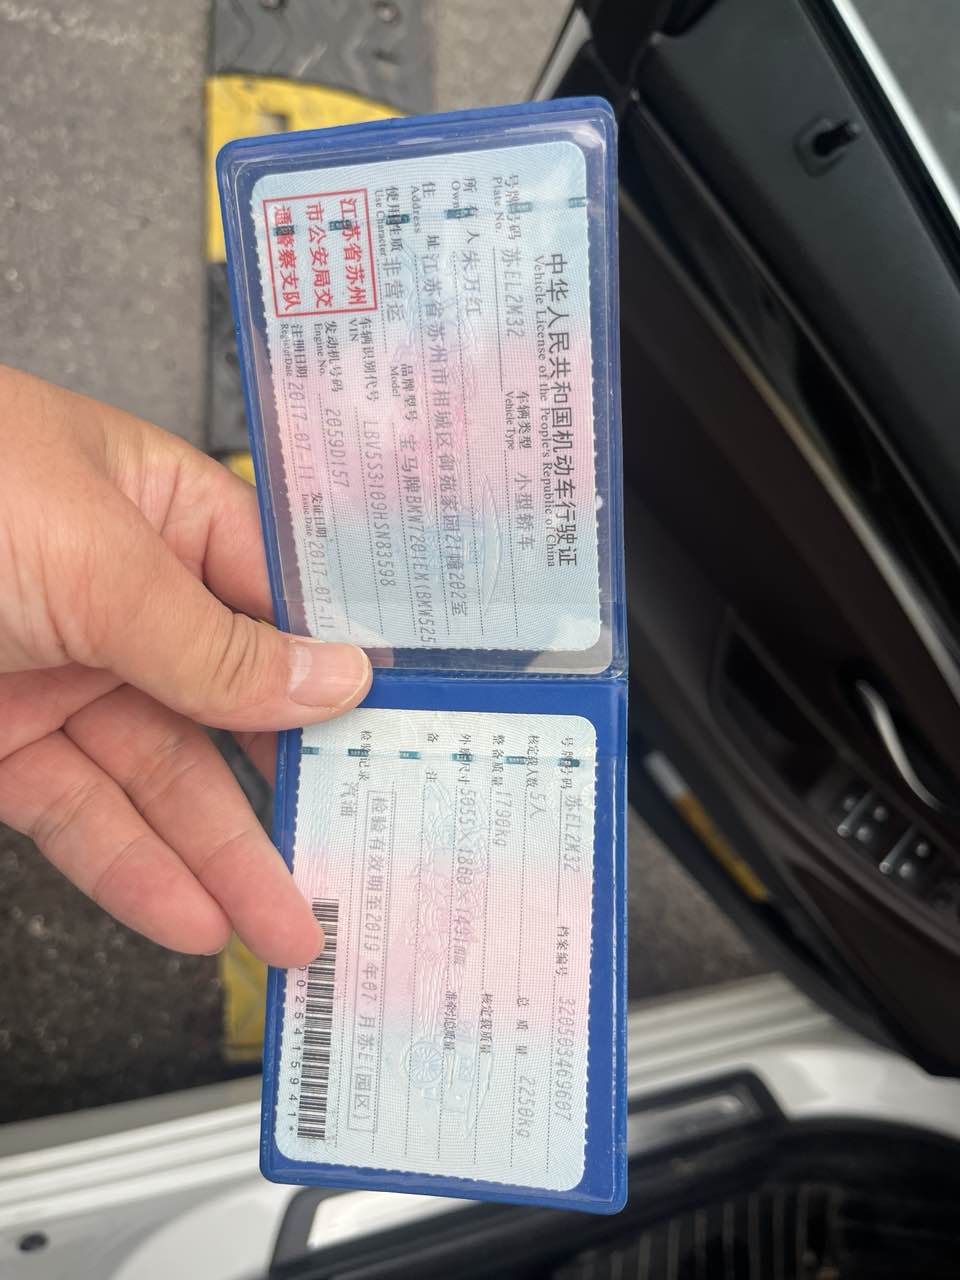 中华人民共和国机动车行驶证
Vehicle License of the People's Republic of China
号牌号码 苏EL2M32 车辆类型 小型轿车
Plate No. Vehicle Type
所有人 朱万红
Owner
住址 江苏省苏州市相城区御苑家园21幢202室
Address
使用性质 非营运 品牌型号 宝马牌BMW7201EM(BMW525
Use Character Model
江苏省苏州
市公安局交
通警察支队
车辆识别代号 LBV5S3109HSN83598
VIN
发动机号码 2059D157
Engine No.
注册日期 2017-07-11 发证日期 2017-07-11
Register Date Issue Date
号牌号码 苏EL2M32 档案编号 320503469607
核定载人数 5人 总质量 2250kg
整备质量 1796kg 核定载质量
外廓尺寸 5055X1868X1491 准牵引总质量
备注
检验有效期至2019年07月苏E(园区)
检验记录 汽油
0254159941*